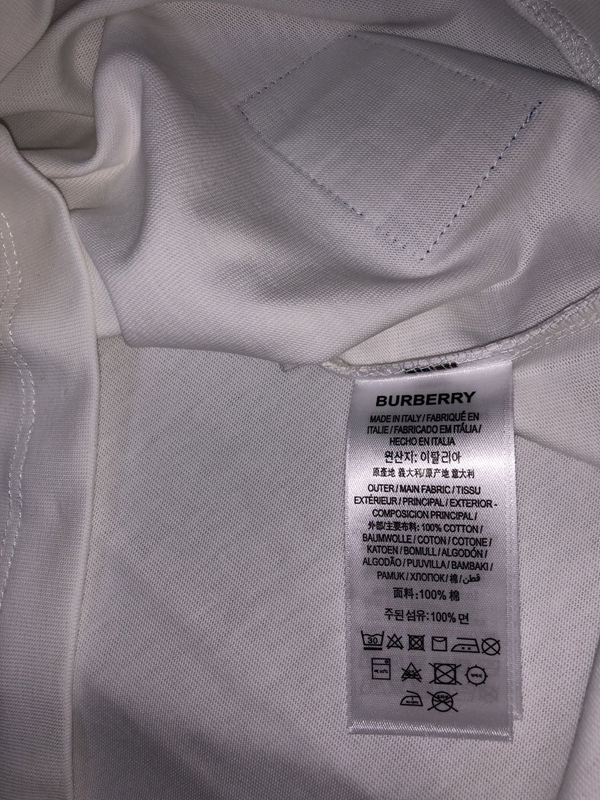 BURBERRY
MADE IN ITALY / FABRIQUÉ EN
ITALIE / FABRICADO EM ITÁLIA /
HECHO EN ITALIA
원산지: 이탈리아
原產地 義大利/原产地 意大利
OUTER / MAIN FABRIC / TISSU
EXTÉRIEUR / PRINCIPAL / EXTERIOR -
COMPOSICIÓN PRINCIPAL /
外部/主要布料: 100% COTTON /
BAUMWOLLE / COTON / COTONE /
KATOEN / BOMULL / ALGODÓN /
ALGODÃO / PUUVILLA / BAMBAKI /
PAMUK / ХЛОПОК / 棉 / قطن
面料:100% 棉
주된 섬유:100% 면
30